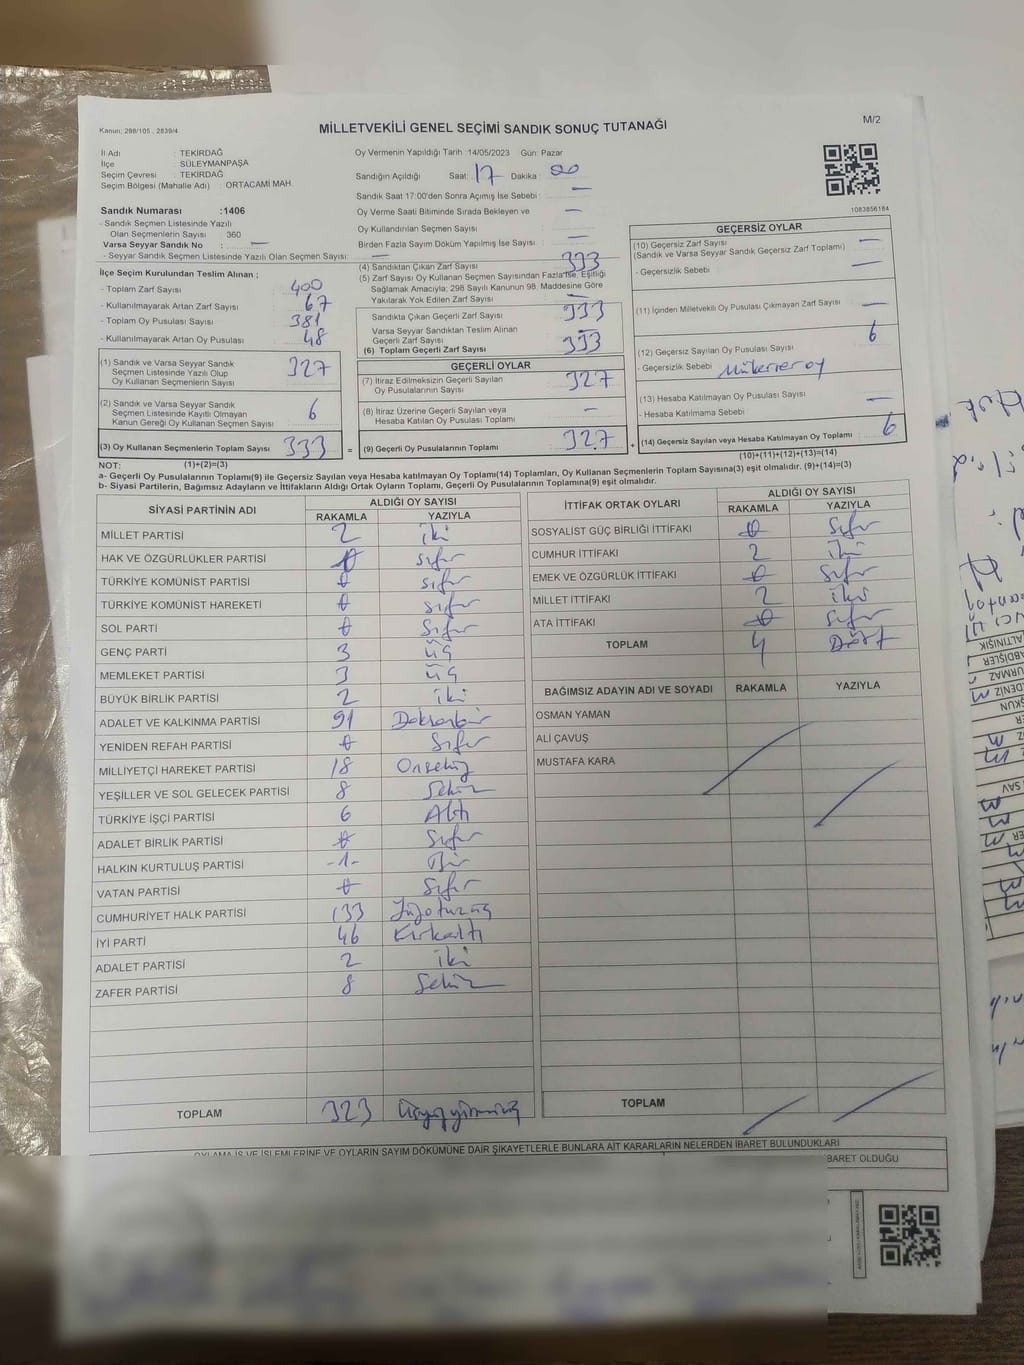 Kanun: 298/105 , 2839/4
MİLLETVEKİLİ GENEL SEÇİMİ SANDIK SONUÇ TUTANAĞI
M/2
İl Adı : TEKİRDAĞ
İlçe : SÜLEYMANPAŞA
Seçim Çevresi : TEKİRDAĞ
Seçim Bölgesi (Mahalle Adı) : ORTACAMİ MAH.
Sandık Numarası :1406
- Sandık Seçmen Listesinde Yazılı
Olan Seçmenlerin Sayısı 360
Varsa Seyyar Sandık No : —
- Seyyar Sandık Seçmen Listesinde Yazılı Olan Seçmen Sayısı: —
Oy Vermenin Yapıldığı Tarih :14/05/2023 Gün: Pazar
Sandığın Açıldığı Saat : 17 Dakika : 00
Sandık Saat 17:00'den Sonra Açımış İse Sebebi : —
Oy Verme Saati Bitiminde Sırada Bekleyen ve —
Oy Kullandırılan Seçmen Sayısı : —
Birden Fazla Sayım Döküm Yapılmış İse Sayısı : —
1083856184
İlçe Seçim Kurulundan Teslim Alınan ;
- Toplam Zarf Sayısı : 400
- Kullanılmayarak Artan Zarf Sayısı : 67
- Toplam Oy Pusulası Sayısı : 381
- Kullanılmayarak Artan Oy Pusulası : 48
(4) Sandıktan Çıkan Zarf Sayısı : 333
(5) Zarf Sayısı Oy Kullanan Seçmen Sayısından Fazla İse, Eşitliği
Sağlamak Amacıyla; 298 Sayılı Kanunun 98. Maddesine Göre
Yakılarak Yok Edilen Zarf Sayısı : —
Sandıkta Çıkan Geçerli Zarf Sayısı : 333
Varsa Seyyar Sandıktan Teslim Alınan
Geçerli Zarf Sayısı : —
(6) Toplam Geçerli Zarf Sayısı : 333
GEÇERSİZ OYLAR
(10) Geçersiz Zarf Sayısı : —
(Sandık ve Varsa Seyyar Sandık Geçersiz Zarf Toplamı)
- Geçersizlik Sebebi : —
(11) İçinden Milletvekili Oy Pusulası Çıkmayan Zarf Sayısı : —
(12) Geçersiz Sayılan Oy Pusulası Sayısı : 6
- Geçersizlik Sebebi : Mükerrer oy
(13) Hesaba Katılmayan Oy Pusulası Sayısı : —
- Hesaba Katılmama Sebebi :
(14) Geçersiz Sayılan veya Hesaba Katılmayan Oy Toplamı : 6
(10)+(11)+(12)+(13)=(14)
(1) Sandık ve Varsa Seyyar Sandık
Seçmen Listesinde Yazılı Olup
Oy Kullanan Seçmenlerin Sayısı : 327
(2) Sandık ve Varsa Seyyar Sandık
Seçmen Listesinde Kayıtlı Olmayan
Kanun Gereği Oy Kullanan Seçmen Sayısı : 6
(3) Oy Kullanan Seçmenlerin Toplam Sayısı : 333
GEÇERLİ OYLAR
(7) İtiraz Edilmeksizin Geçerli Sayılan
Oy Pusulalarının Sayısı : 327
(8) İtiraz Üzerine Geçerli Sayılan veya
Hesaba Katılan Oy Pusulası Toplamı : —
= (9) Geçerli Oy Pusulalarının Toplamı : 327 +
NOT: (1)+(2)=(3)
a- Geçerli Oy Pusulalarının Toplamı(9) ile Geçersiz Sayılan veya Hesaba katılmayan Oy Toplamı(14) Toplamları, Oy Kullanan Seçmenlerin Toplam Sayısına(3) eşit olmalıdır. (9)+(14)=(3)
b- Siyasi Partilerin, Bağımsız Adayların ve İttifakların Aldığı Ortak Oyların Toplamı, Geçerli Oy Pusulalarının Toplamına(9) eşit olmalıdır.
SİYASİ PARTİNİN ADI ALDIĞI OY SAYISI
RAKAMLA YAZIYLA
MİLLET PARTİSİ 2 iki
HAK VE ÖZGÜRLÜKLER PARTİSİ 0 sıfır
TÜRKİYE KOMÜNİST PARTİSİ 0 sıfır
TÜRKİYE KOMÜNİST HAREKETİ 0 sıfır
SOL PARTİ 0 Sıfır
GENÇ PARTİ 3 üç
MEMLEKET PARTİSİ 3 üç
BÜYÜK BİRLİK PARTİSİ 2 iki
ADALET VE KALKINMA PARTİSİ 91 Doksanbir
YENİDEN REFAH PARTİSİ 0 Sıfır
MİLLİYETÇİ HAREKET PARTİSİ 18 Onsekiz
YEŞİLLER VE SOL GELECEK PARTİSİ 8 Sekiz
TÜRKİYE İŞÇİ PARTİSİ 6 Altı
ADALET BİRLİK PARTİSİ 0 Sıfır
HALKIN KURTULUŞ PARTİSİ -1- Bir
VATAN PARTİSİ 0 Sıfır
CUMHURİYET HALK PARTİSİ 133 Yüzotuzüç
İYİ PARTİ 46 Kırkaltı
ADALET PARTİSİ 2 iki
ZAFER PARTİSİ 8 Sekiz
TOPLAM 323 üçyüzyirmiüç
İTTİFAK ORTAK OYLARI ALDIĞI OY SAYISI
RAKAMLA YAZIYLA
SOSYALİST GÜÇ BİRLİĞİ İTTİFAKI 0 Sıfır
CUMHUR İTTİFAKI 2 iki
EMEK VE ÖZGÜRLÜK İTTİFAKI 0 Sıfır
MİLLET İTTİFAKI 2 iki
ATA İTTİFAKI 0 Sıfır
TOPLAM 4 Dört
BAĞIMSIZ ADAYIN ADI VE SOYADI RAKAMLA YAZIYLA
OSMAN YAMAN
ALİ ÇAVUŞ
MUSTAFA KARA
TOPLAM
OYLAMA İŞ VE İŞLEMLERİNE VE OYLARIN SAYIM DÖKÜMÜNE DAİR ŞİKAYETLERLE BUNLARA AİT KARARLARIN NELERDEN İBARET BULUNDUKLARI
BARET OLDUĞU
ALTINIŞIK
ABDİŞLER
DENİZ